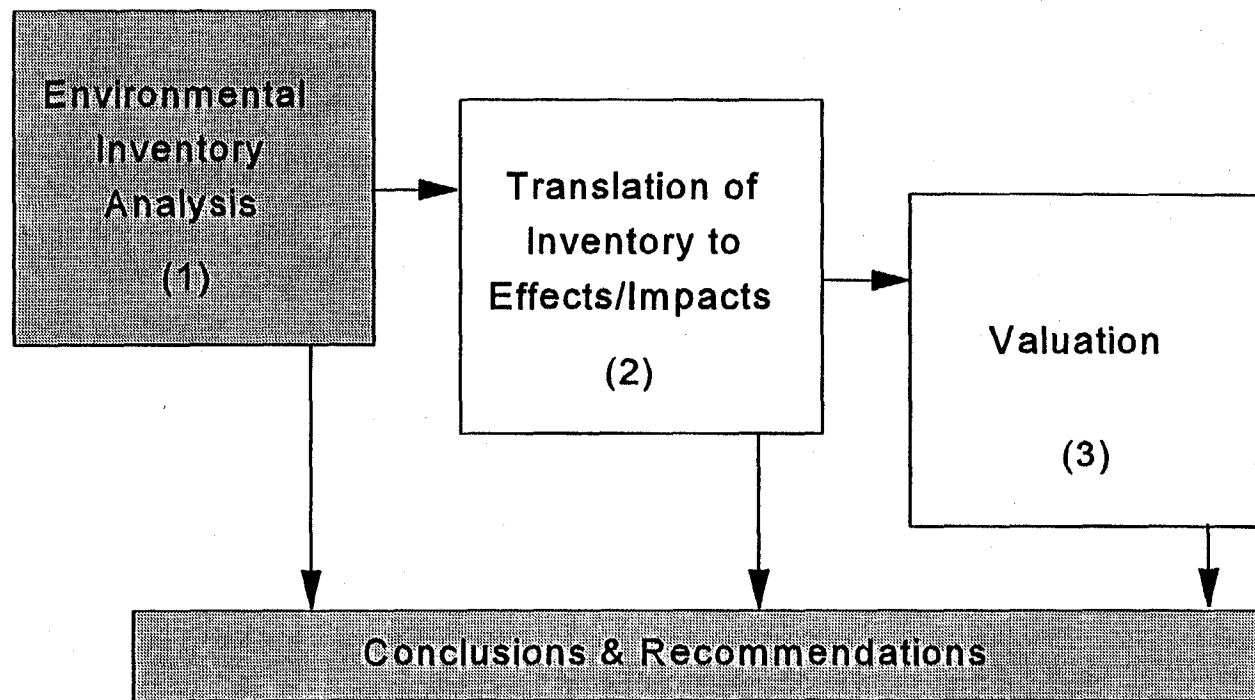 Environmental
Inventory
Analysis
(1)
Translation of
Inventory to
Effects/Impacts
(2)
Valuation
(3)
Conclusions & Recommendations